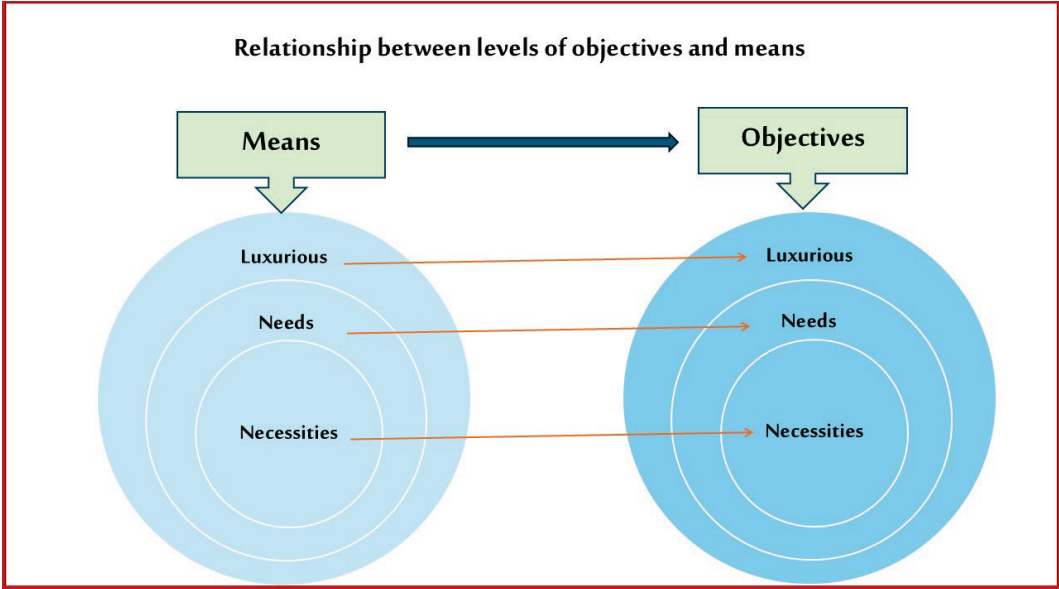 Relationship between levels of objectives and means
Means
Objectives
Luxurious
Luxurious
Needs
Needs
Necessities
Necessities